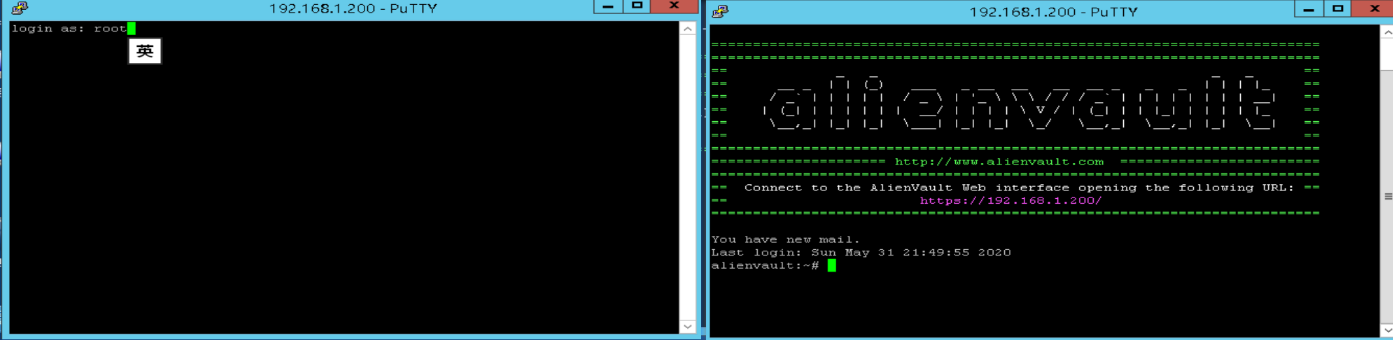 192.168.1.200 - PuTTY
login as: root
英
192.168.1.200 - PuTTY
alienvault
http://www.alienvault.com
Connect to the AlienVault Web interface opening the following URL:
https://192.168.1.200/
You have new mail.
Last login: Sun May 31 21:49:55 2020
alienvault:~#